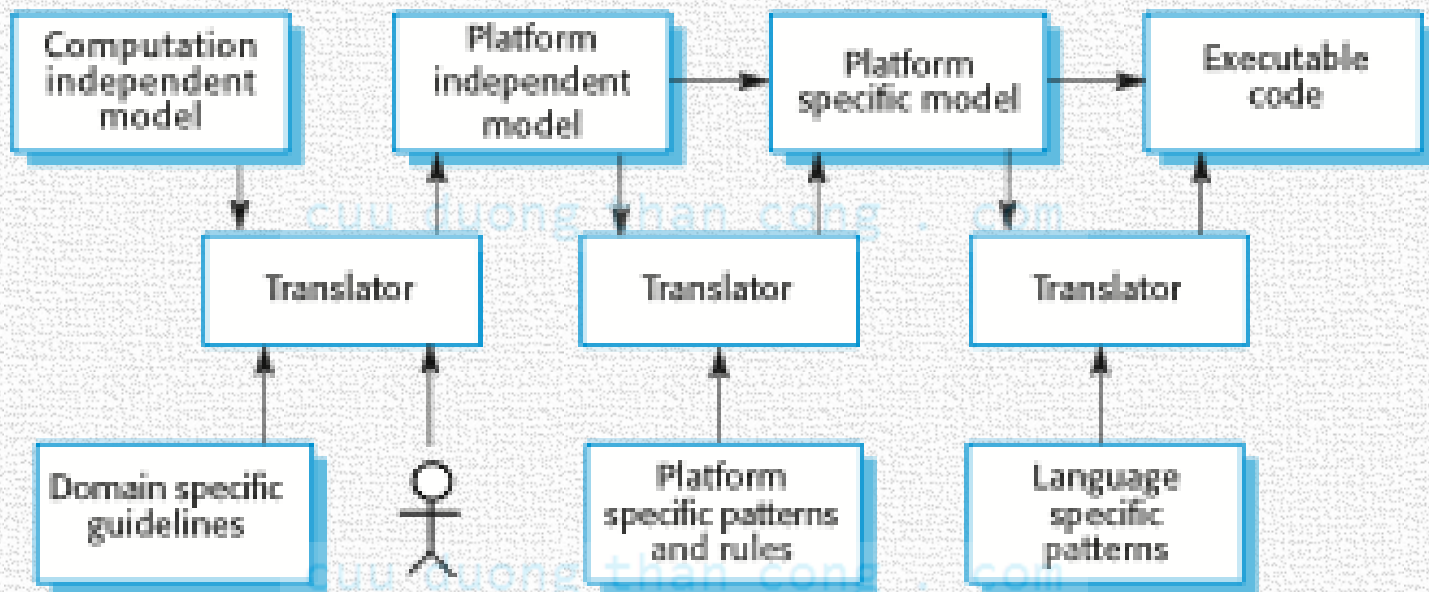 Computation
independent
model
Platform
independent
model
Platform
specific model
Executable
code
cuu duong than cong . com
Translator
Translator
Translator
Domain specific
guidelines
Platform
specific patterns
and rules
Language
specific
patterns
cuu duong than cong . com